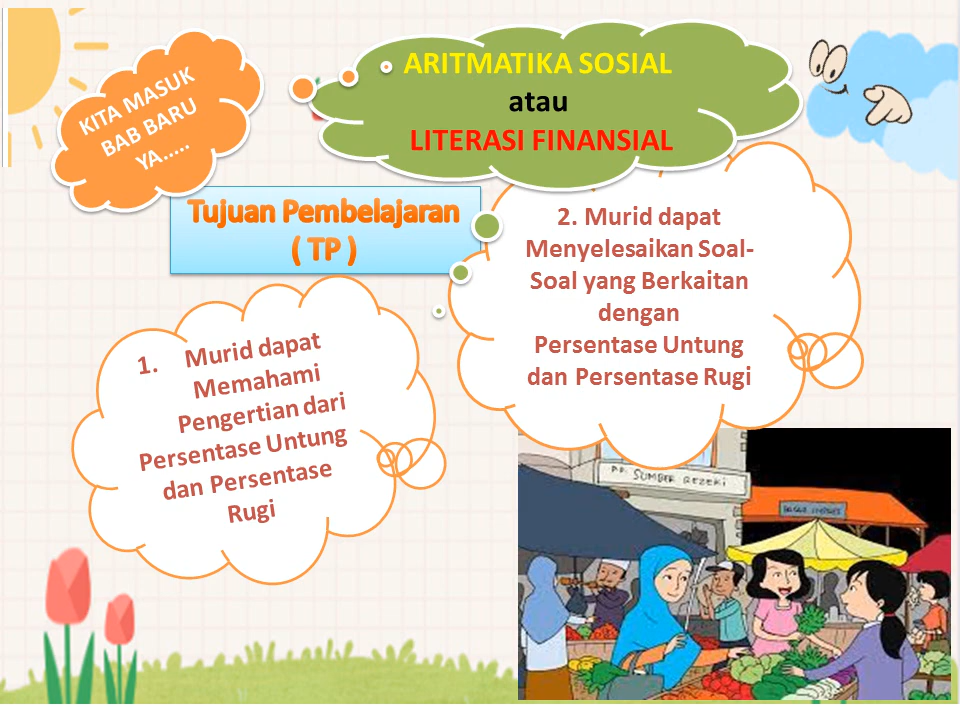 KITA MASUK
BAB BARU
YA.....
ARITMATIKA SOSIAL
atau
LITERASI FINANSIAL
Tujuan Pembelajaran
( TP )
1. Murid dapat
Memahami
Pengertian dari
Persentase Untung
dan Persentase
Rugi
2. Murid dapat
Menyelesaikan Soal-
Soal yang Berkaitan
dengan
Persentase Untung
dan Persentase Rugi
SUMBER REZEKI